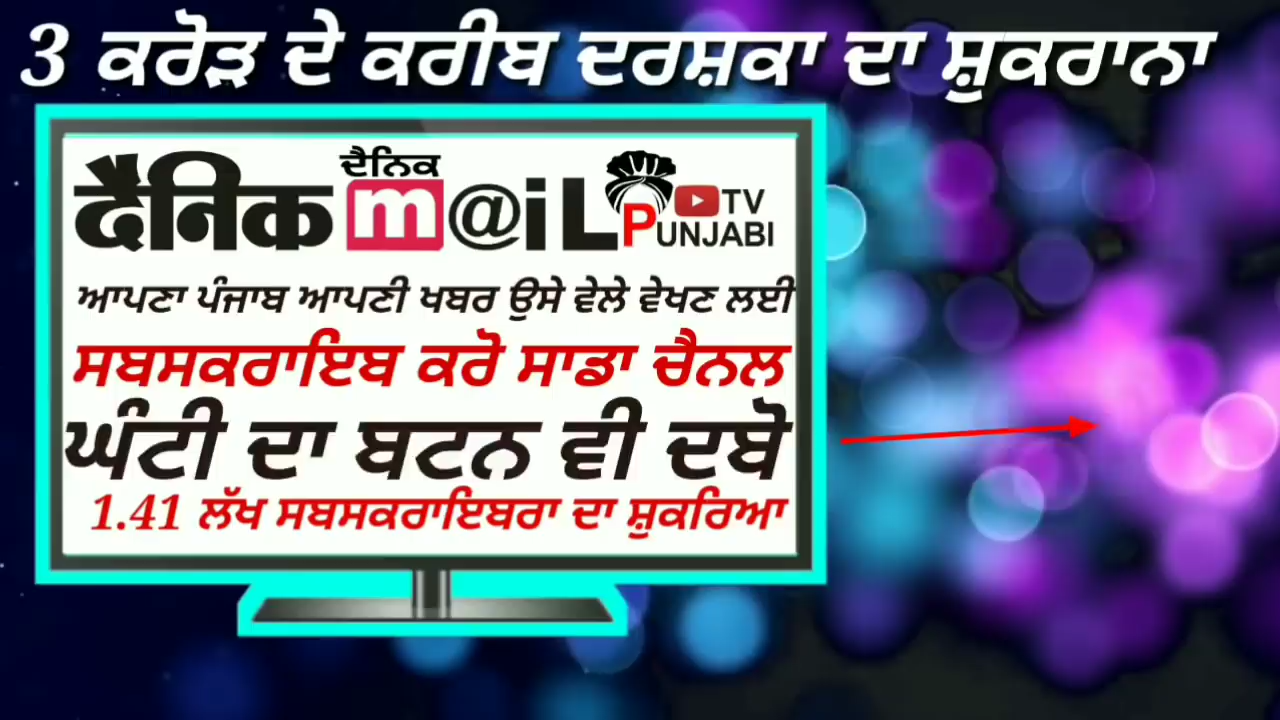 3 ਕਰੋੜ ਦੇ ਕਰੀਬ ਦਰਸ਼ਕਾ ਦਾ ਸ਼ੁਕਰਾਨਾ
ਦੈਨਿਕ
दैनिक m@iL PUNJABI TV
ਆਪਣਾ ਪੰਜਾਬ ਆਪਣੀ ਖਬਰ ਉਸੇ ਵੇਲੇ ਵੇਖਣ ਲਈ
ਸਬਸਕਰਾਇਬ ਕਰੋ ਸਾਡਾ ਚੈਨਲ
ਘੰਟੀ ਦਾ ਬਟਨ ਵੀ ਦਬੋ
1.41 ਲੱਖ ਸਬਸਕਰਾਇਬਰਾ ਦਾ ਸ਼ੁਕਰਿਆ